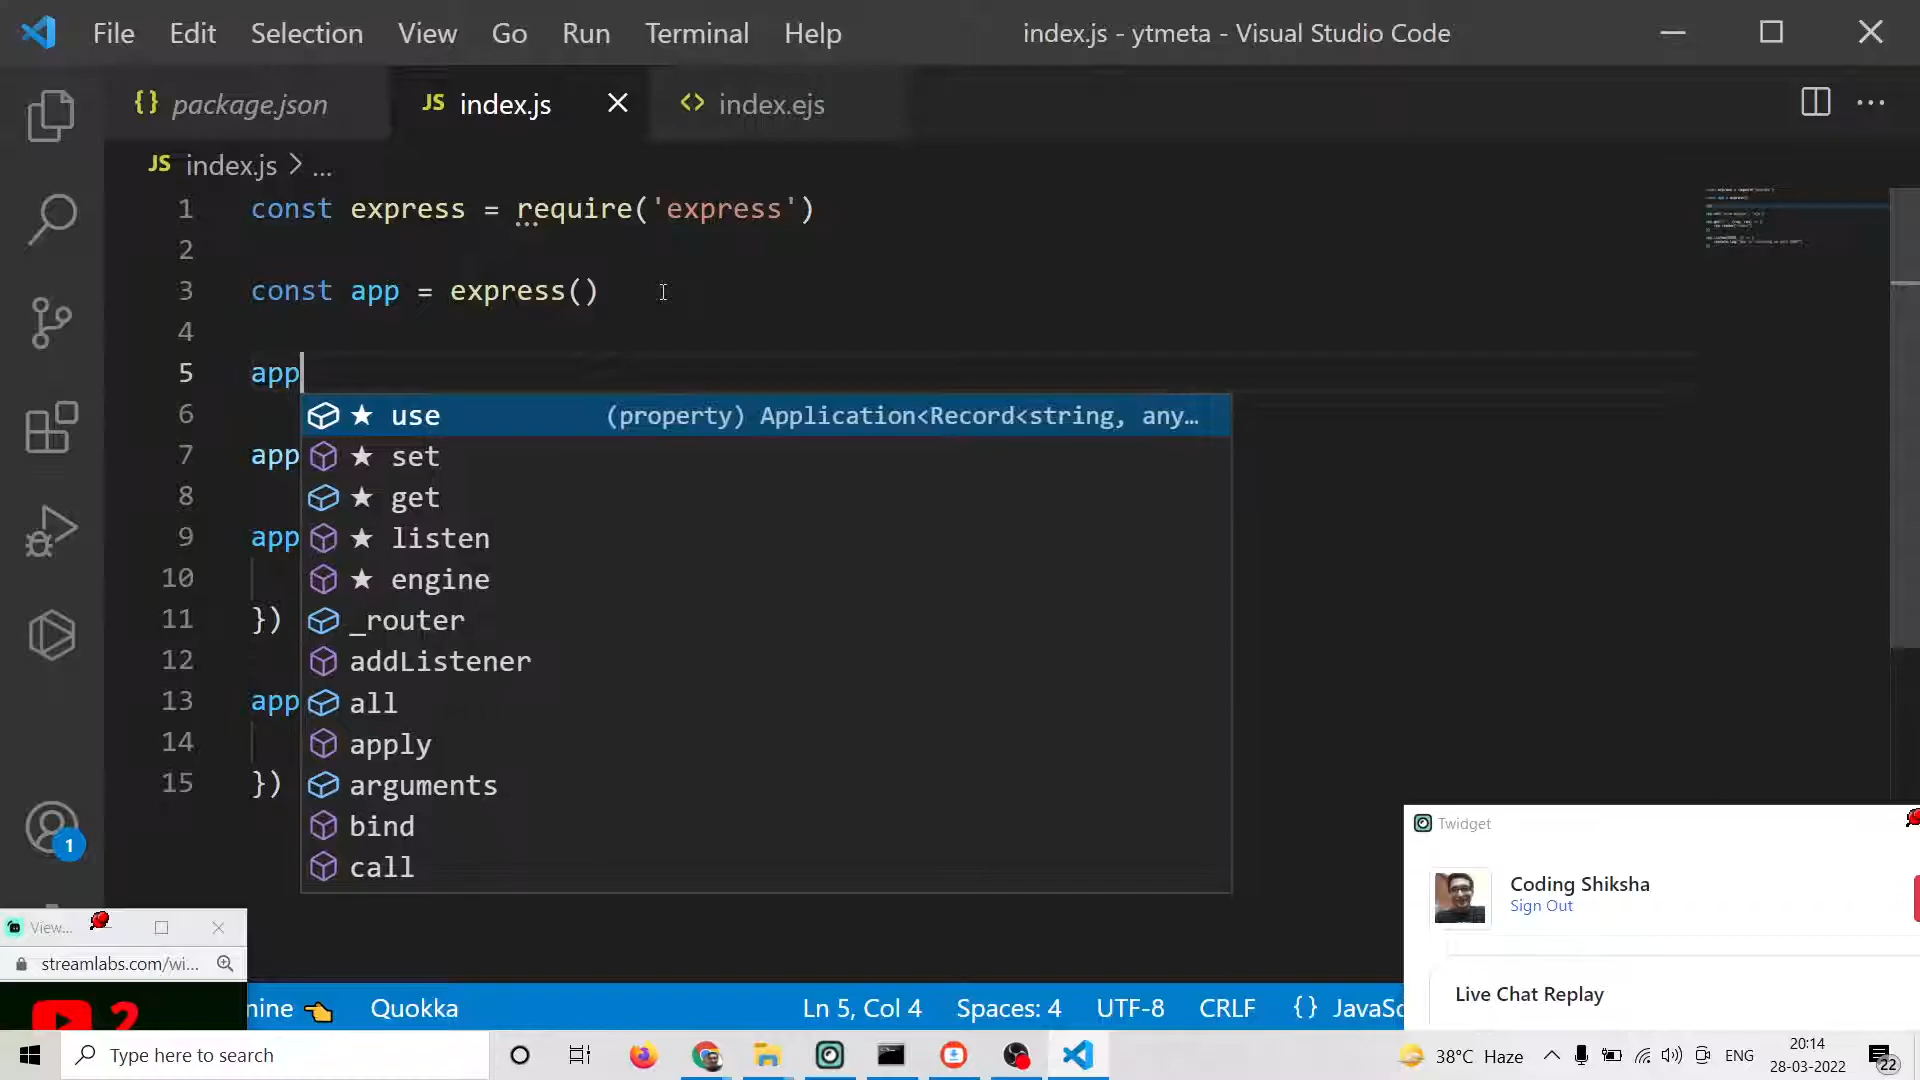 File Edit Selection View Go Run Terminal Help index.js - ytmeta - Visual Studio Code
{} package.json JS index.js <> index.ejs
JS index.js > ...
1 const express = require('express')
2
3 const app = express()
4
5 app
use (property) Application<Record<string, any…
6
set
7 app
get
8
listen
9 app
engine
10
_router
11 })
addListener
12
all
13 app
apply
14
arguments
15 })
bind
call
1
Twidget
Coding Shiksha
Sign Out
Live Chat Replay
View...
streamlabs.com/wi...
2
nine Quokka Ln 5, Col 4 Spaces: 4 UTF-8 CRLF {} JavaSc
Type here to search
38°C Haze ENG 20:14
28-03-2022
22